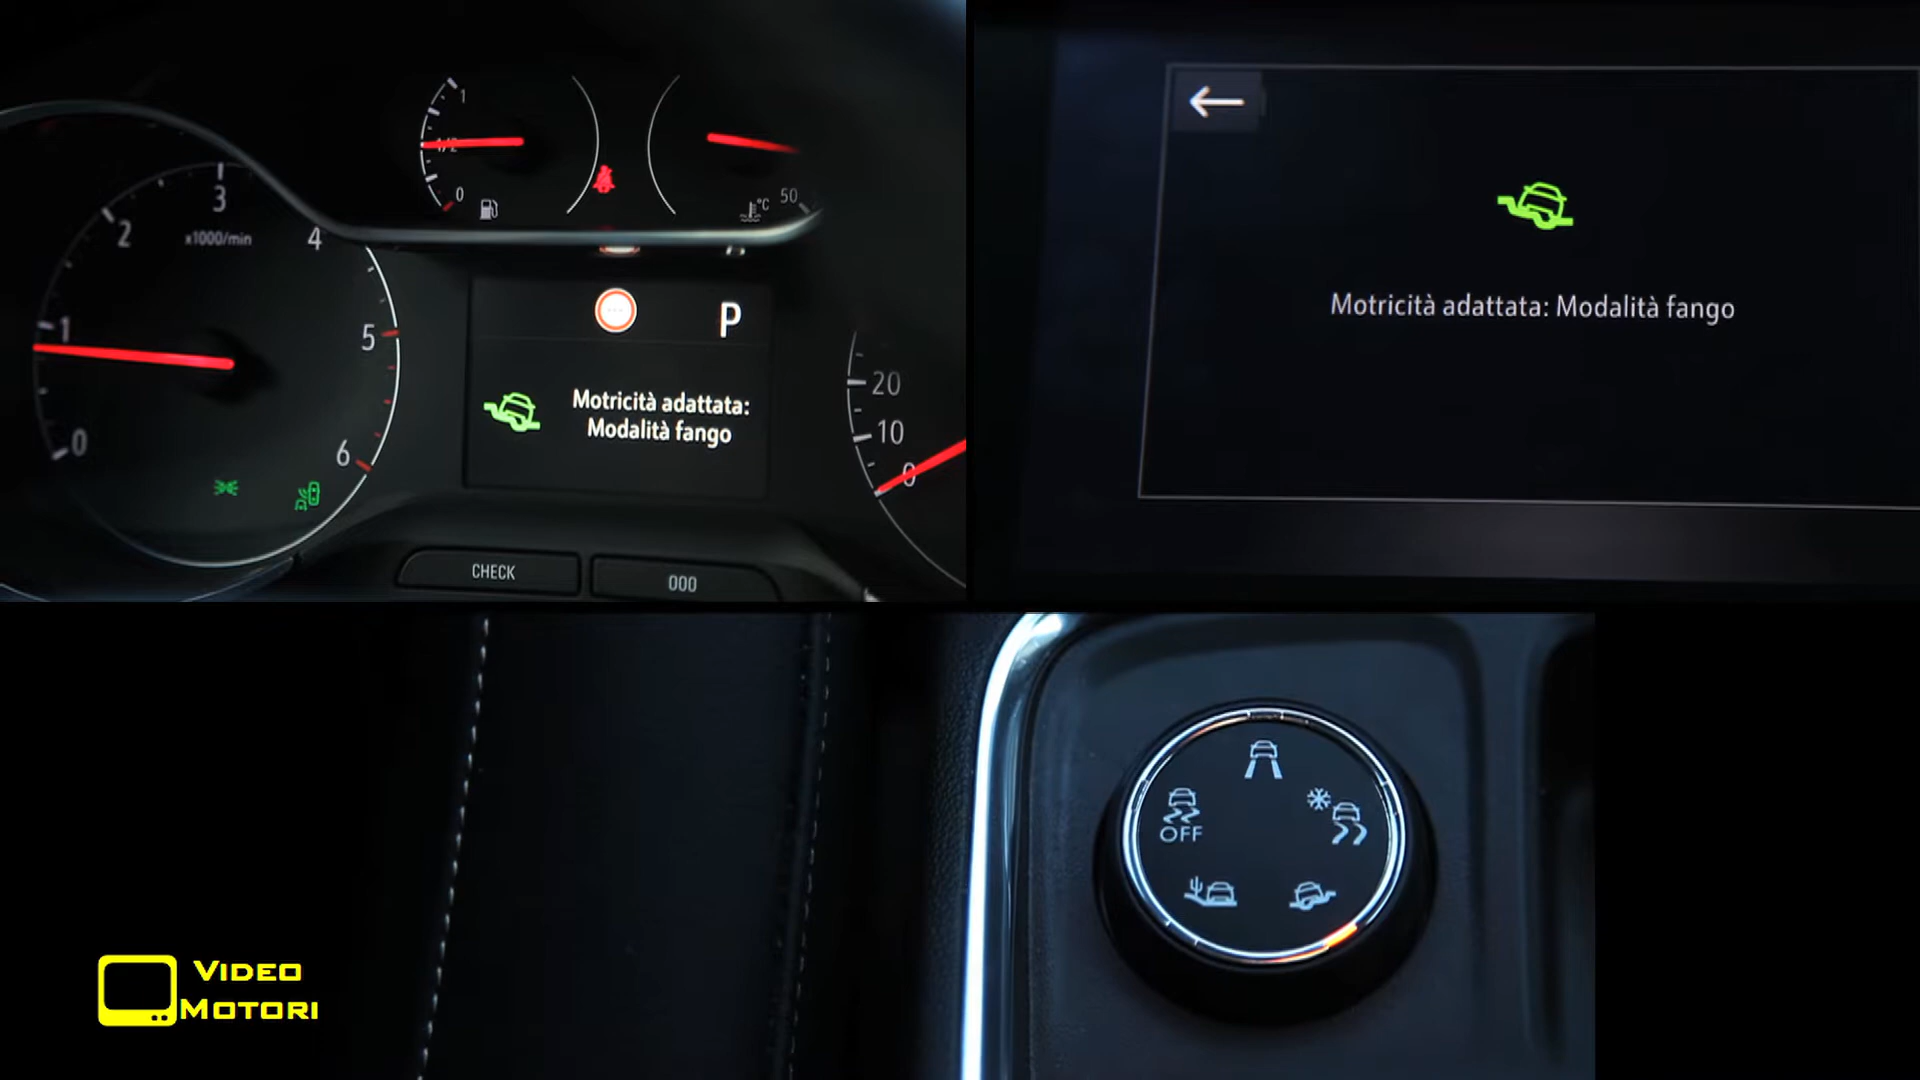 1
1/2
0
°C
50
0
1
2
3
4
5
6
x1000/min
P
Motricità adattata:
Modalità fango
20
10
0
CHECK
000
Motricità adattata: Modalità fango
OFF
VIDEO
MOTORI